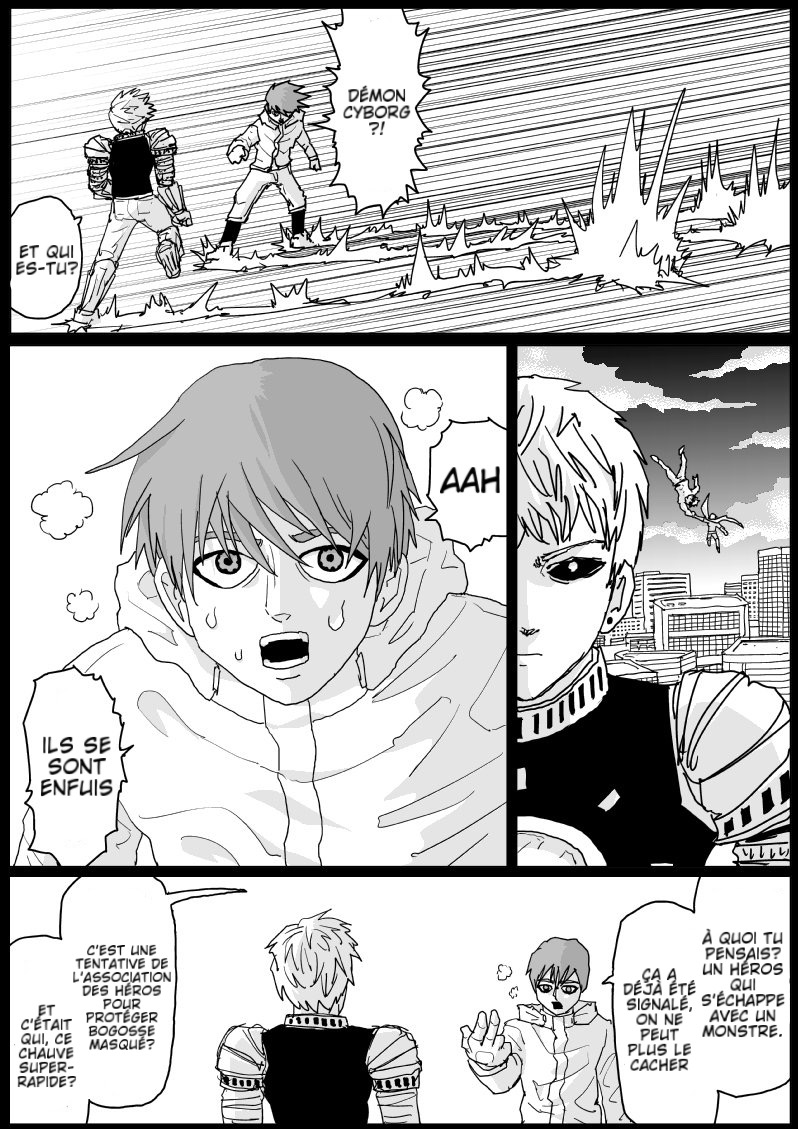 DÉMON
CYBORG
?!
ET QUI
ES-TU?
AAH
ILS SE
SONT
ENFUIS
À QUOI TU
PENSAIS?
UN HÉROS
QUI
S'ÉCHAPPE
AVEC UN
MONSTRE.
ÇA A
DÉJÀ ÉTÉ
SIGNALÉ,
ON NE
PEUT
PLUS LE
CACHER
C'EST UNE
TENTATIVE DE
L'ASSOCIATION
DES HÉROS
POUR
PROTÉGER
BOGOSSE
MASQUÉ?
ET
C'ÉTAIT
QUI, CE
CHAUVE
SUPER-
RAPIDE?